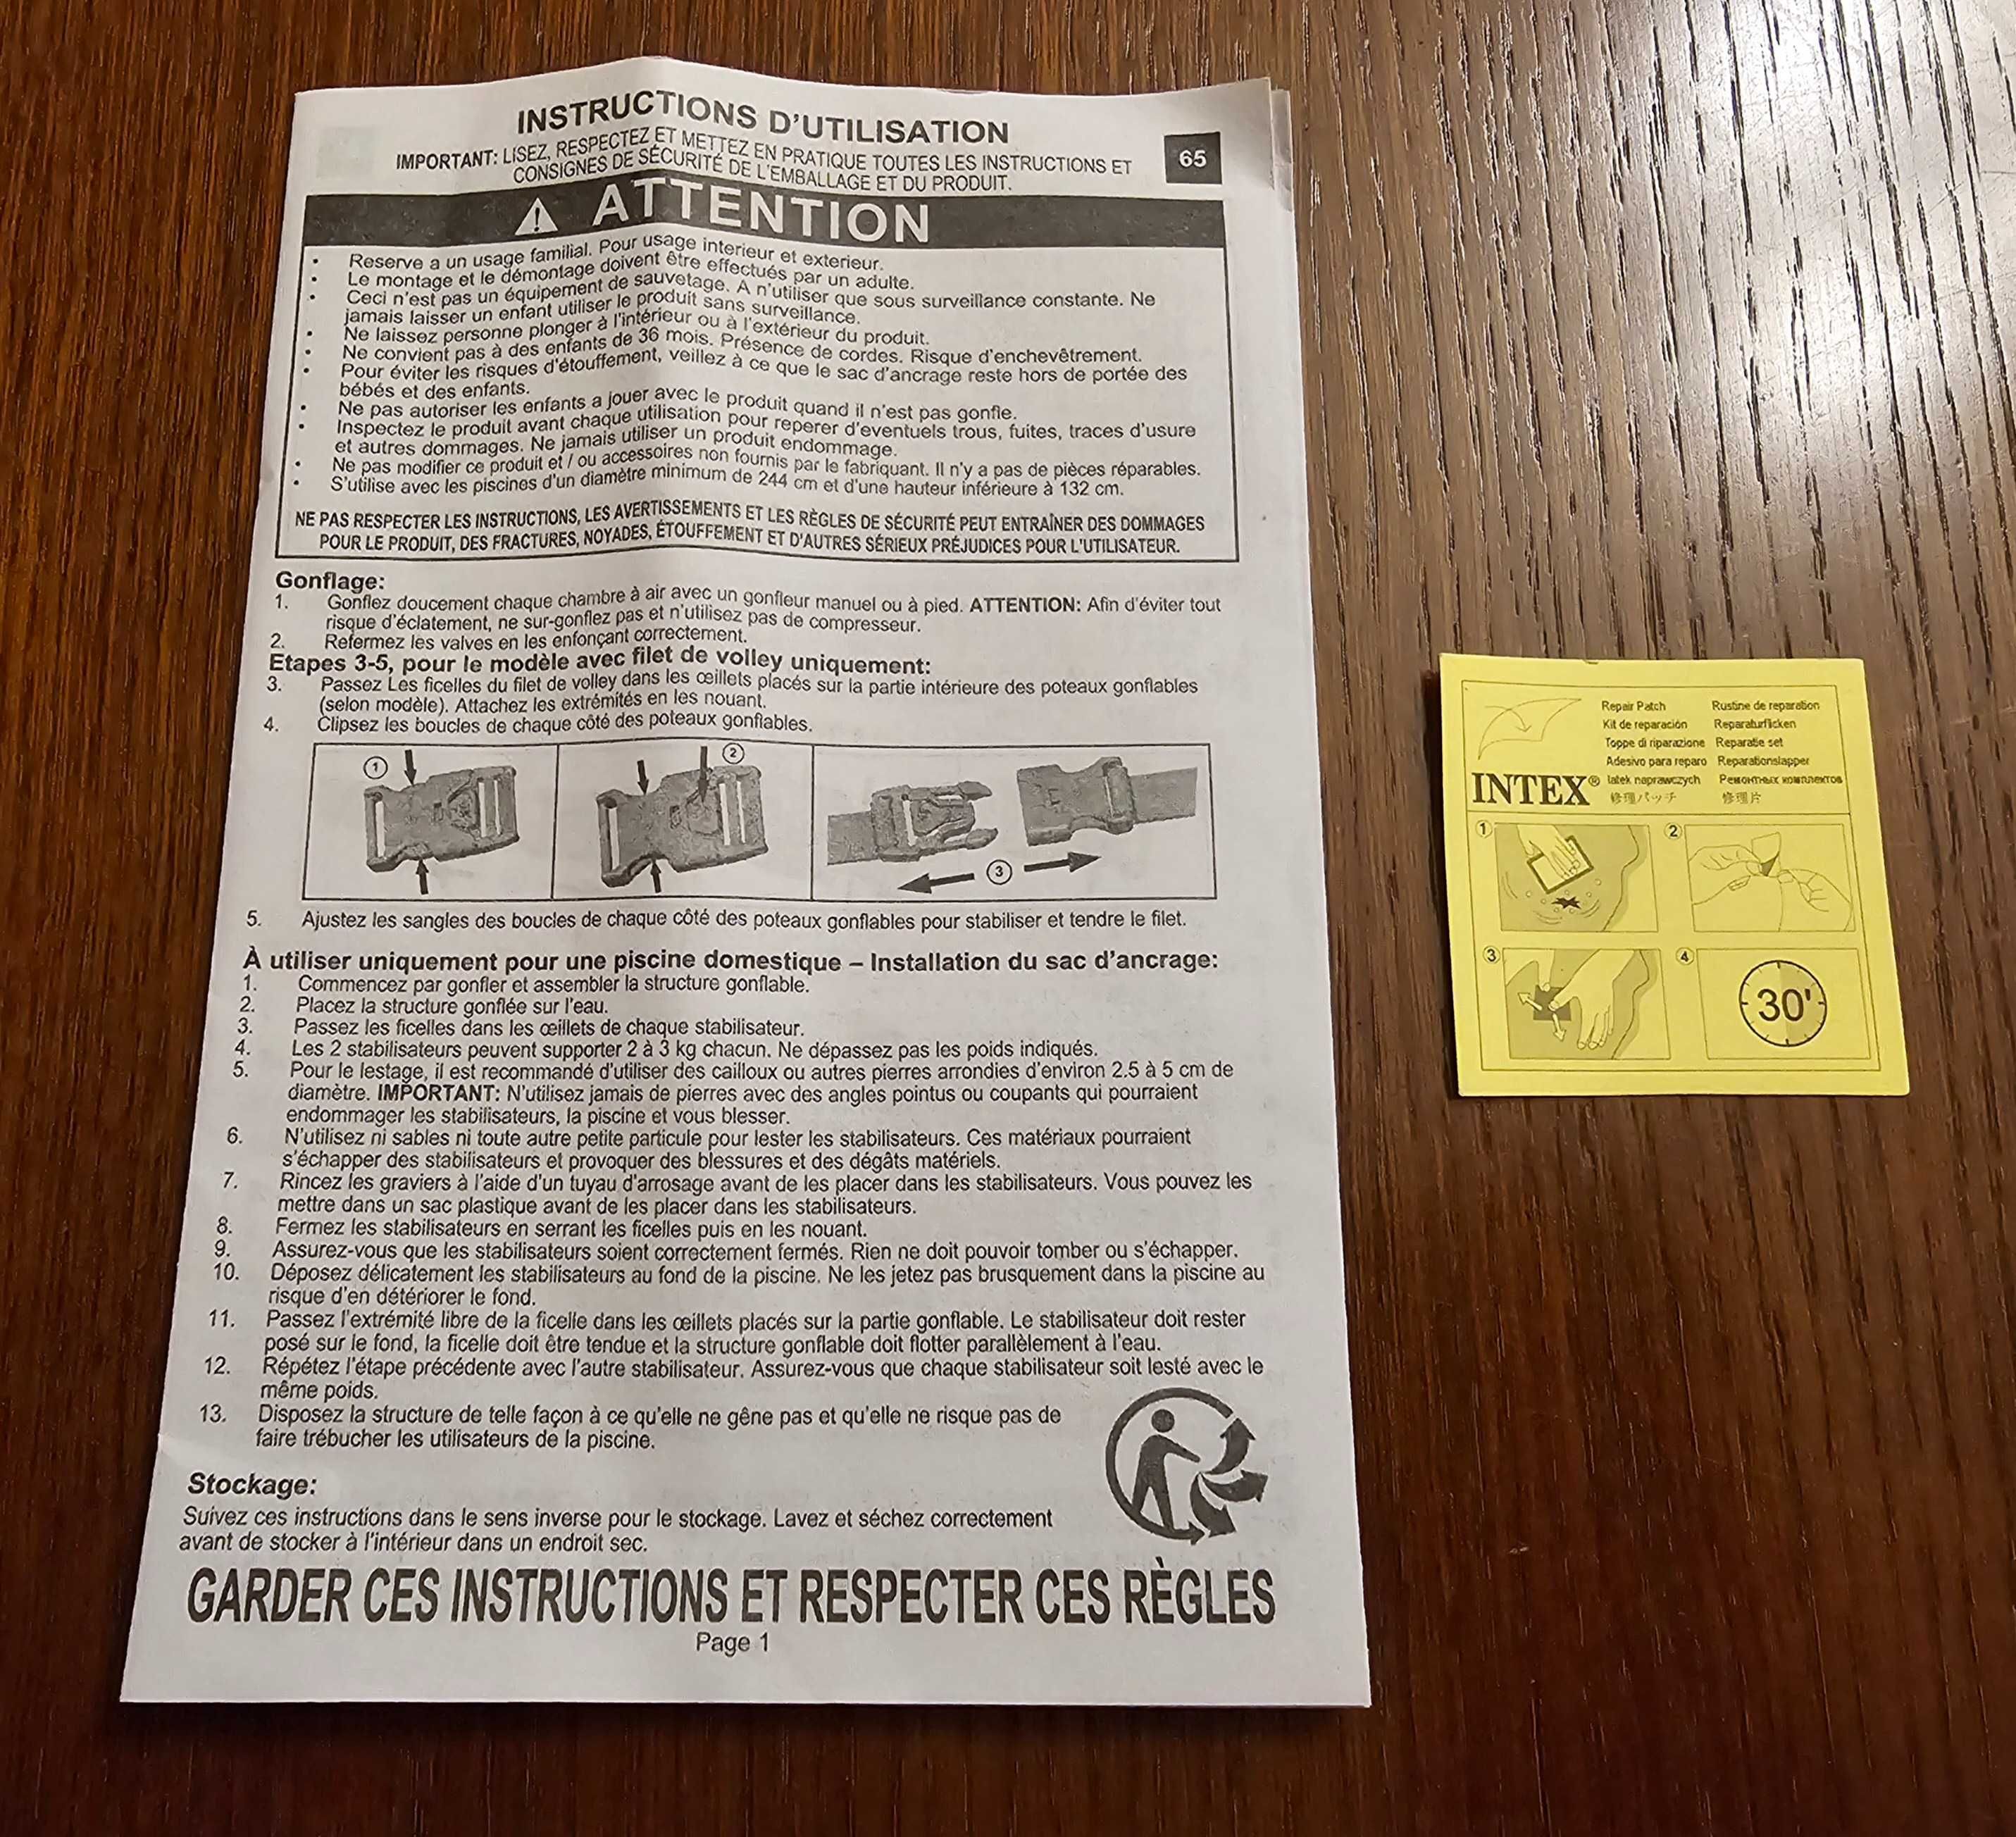 INSTRUCTIONS D'UTILISATION
IMPORTANT: LISEZ, RESPECTEZ ET METTEZ EN PRATIQUE TOUTES LES INSTRUCTIONS ET
CONSIGNES DE SÉCURITÉ DE L'EMBALLAGE ET DU PRODUIT.
65
ATTENTION
• Reserve a un usage familial. Pour usage interieur et exterieur.
• Le montage et le démontage doivent être effectués par un adulte.
• Ceci n'est pas un équipement de sauvetage. A n'utiliser que sous surveillance constante. Ne
jamais laisser un enfant utiliser le produit sans surveillance.
• Ne laissez personne plonger à l'intérieur ou à l'extérieur du produit.
• Ne convient pas à des enfants de 36 mois. Présence de cordes. Risque d'enchevêtrement.
• Pour éviter les risques d'étouffement, veillez à ce que le sac d'ancrage reste hors de portée des
bébés et des enfants.
• Ne pas autoriser les enfants a jouer avec le produit quand il n'est pas gonfle.
• Inspectez le produit avant chaque utilisation pour reperer d'eventuels trous, fuites, traces d'usure
et autres dommages. Ne jamais utiliser un produit endommage.
• Ne pas modifier ce produit et / ou accessoires non fournis par le fabriquant. Il n'y a pas de pièces réparables.
• S'utilise avec les piscines d'un diamètre minimum de 244 cm et d'une hauteur inférieure à 132 cm.
NE PAS RESPECTER LES INSTRUCTIONS, LES AVERTISSEMENTS ET LES RÈGLES DE SÉCURITÉ PEUT ENTRAÎNER DES DOMMAGES
POUR LE PRODUIT, DES FRACTURES, NOYADES, ÉTOUFFEMENT ET D'AUTRES SÉRIEUX PRÉJUDICES POUR L'UTILISATEUR.
Gonflage:
1. Gonflez doucement chaque chambre à air avec un gonfleur manuel ou à pied. ATTENTION: Afin d'éviter tout
risque d'éclatement, ne sur-gonflez pas et n'utilisez pas de compresseur.
2. Refermez les valves en les enfonçant correctement.
Etapes 3-5, pour le modèle avec filet de volley uniquement:
3. Passez Les ficelles du filet de volley dans les œillets placés sur la partie intérieure des poteaux gonflables
(selon modèle). Attachez les extrémités en les nouant.
4. Clipsez les boucles de chaque côté des poteaux gonflables.
1
2
3
5. Ajustez les sangles des boucles de chaque côté des poteaux gonflables pour stabiliser et tendre le filet.
À utiliser uniquement pour une piscine domestique – Installation du sac d'ancrage:
1. Commencez par gonfler et assembler la structure gonflable.
2. Placez la structure gonflée sur l'eau.
3. Passez les ficelles dans les œillets de chaque stabilisateur.
4. Les 2 stabilisateurs peuvent supporter 2 à 3 kg chacun. Ne dépassez pas les poids indiqués.
5. Pour le lestage, il est recommandé d'utiliser des cailloux ou autres pierres arrondies d'environ 2.5 à 5 cm de
diamètre. IMPORTANT: N'utilisez jamais de pierres avec des angles pointus ou coupants qui pourraient
endommager les stabilisateurs, la piscine et vous blesser.
6. N'utilisez ni sables ni toute autre petite particule pour lester les stabilisateurs. Ces matériaux pourraient
s'échapper des stabilisateurs et provoquer des blessures et des dégâts matériels.
7. Rincez les graviers à l'aide d'un tuyau d'arrosage avant de les placer dans les stabilisateurs. Vous pouvez les
mettre dans un sac plastique avant de les placer dans les stabilisateurs.
8. Fermez les stabilisateurs en serrant les ficelles puis en les nouant.
9. Assurez-vous que les stabilisateurs soient correctement fermés. Rien ne doit pouvoir tomber ou s'échapper.
10. Déposez délicatement les stabilisateurs au fond de la piscine. Ne les jetez pas brusquement dans la piscine au
risque d'en détériorer le fond.
11. Passez l'extrémité libre de la ficelle dans les œillets placés sur la partie gonflable. Le stabilisateur doit rester
posé sur le fond, la ficelle doit être tendue et la structure gonflable doit flotter parallèlement à l'eau.
12. Répétez l'étape précédente avec l'autre stabilisateur. Assurez-vous que chaque stabilisateur soit lesté avec le
même poids.
13. Disposez la structure de telle façon à ce qu'elle ne gêne pas et qu'elle ne risque pas de
faire trébucher les utilisateurs de la piscine.
Stockage:
Suivez ces instructions dans le sens inverse pour le stockage. Lavez et séchez correctement
avant de stocker à l'intérieur dans un endroit sec.
GARDER CES INSTRUCTIONS ET RESPECTER CES RÈGLES
Page 1
Repair Patch Rustine de reparation
Kit de reparación Reparaturflicken
Toppe di riparazione Reparatie set
Adesivo para reparo Reparationslapper
INTEX® łatek naprawczych Ремонтных комплектов
修理パッチ 修理片
1
2
3
4
30'